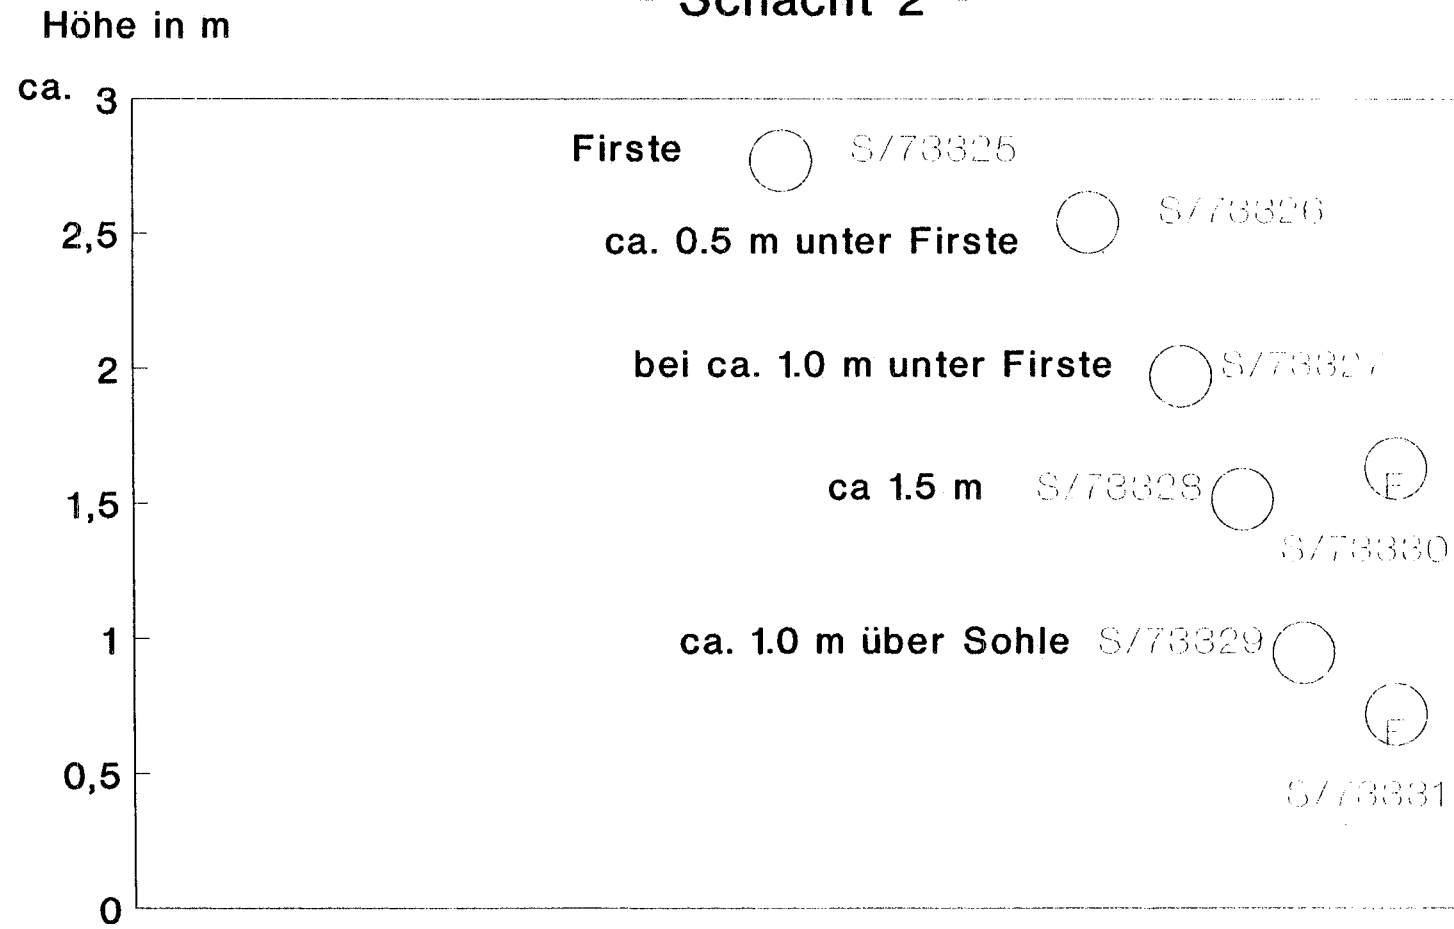 - Schacht 2 -
Höhe in m
ca. 3
Firste S/73325
S/73326
2,5
ca. 0.5 m unter Firste
2
bei ca. 1.0 m unter Firste S/73327
ca 1.5 m S/73328
F
1,5
S/73330
1
ca. 1.0 m über Sohle S/73329
F
0,5
S/73331
0